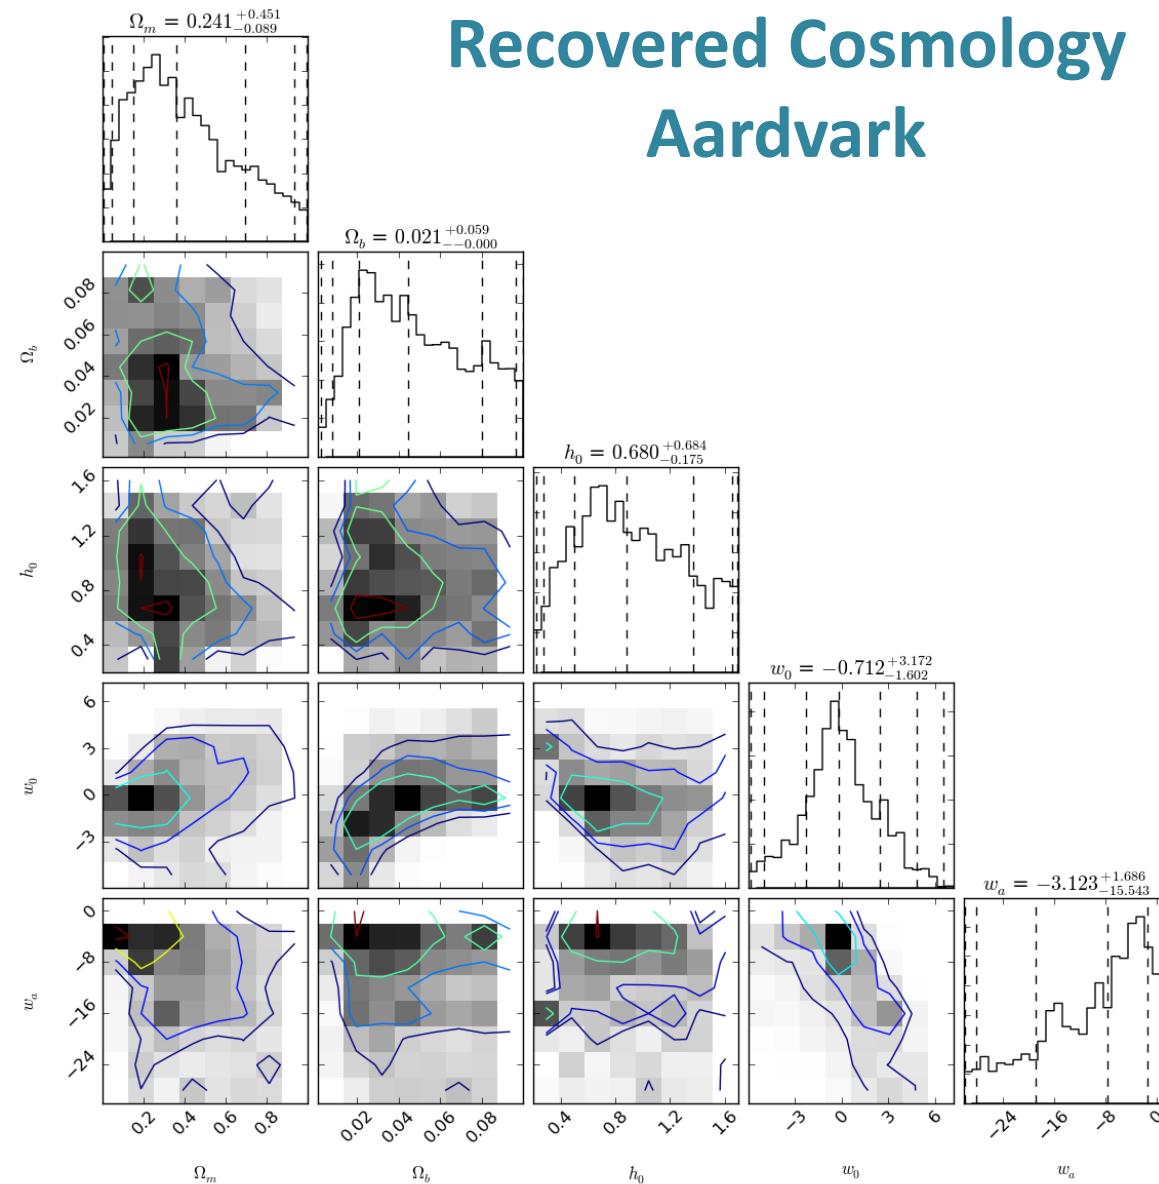 Recovered Cosmology
Aardvark
Ω_m = 0.241^{+0.451}_{−0.089}
Ω_b = 0.021^{+0.059}_{−−0.000}
h_0 = 0.680^{+0.684}_{−0.175}
w_0 = −0.712^{+3.172}_{−1.602}
w_a = −3.123^{+1.686}_{−15.543}
Ω_b
0.08
0.06
0.04
0.02
h_0
1.6
1.2
0.8
0.4
w_0
6
3
0
−3
w_a
0
−8
−16
−24
0.2 0.4 0.6 0.8
0.02 0.04 0.06 0.08
0.4 0.8 1.2 1.6
−3 0 3 6
−24 −16 −8 0
Ω_m Ω_b h_0 w_0 w_a